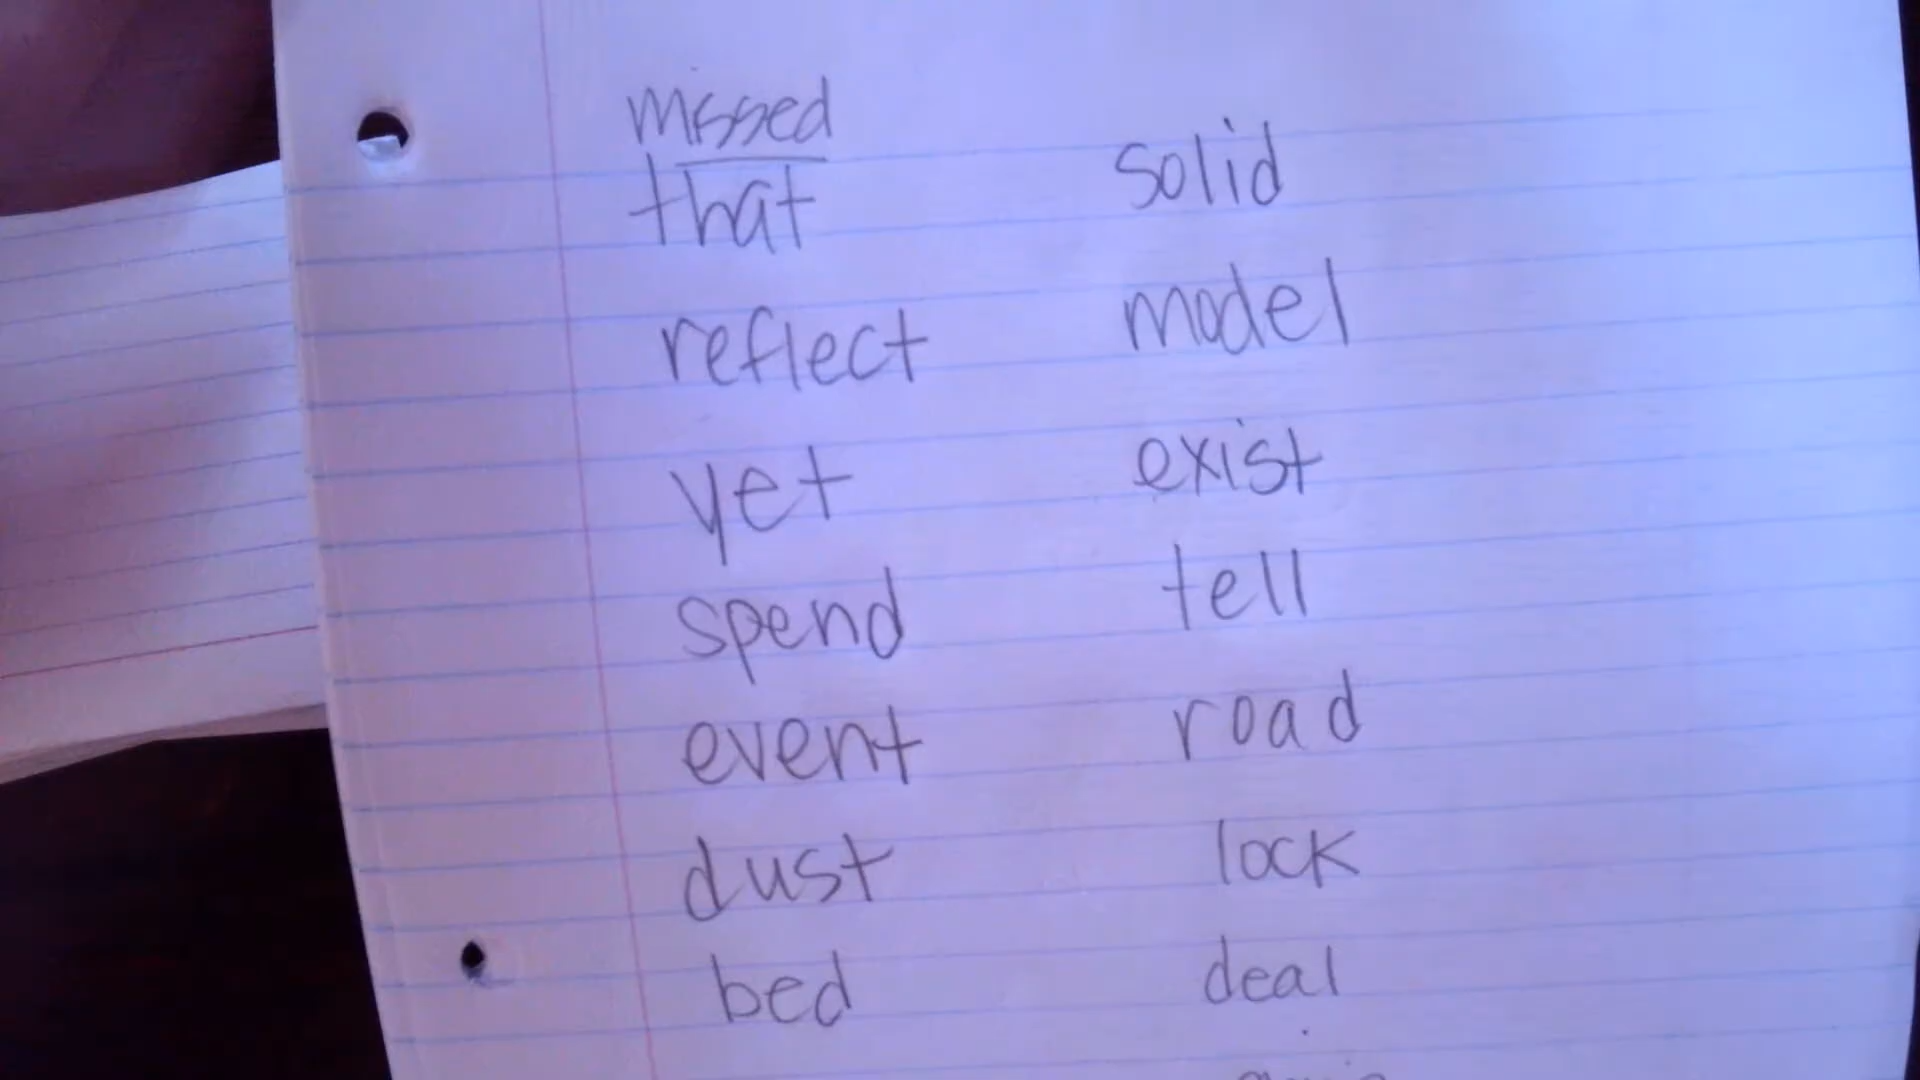 missed
that
reflect
yet
spend
event
dust
bed
solid
model
exist
tell
road
lock
deal